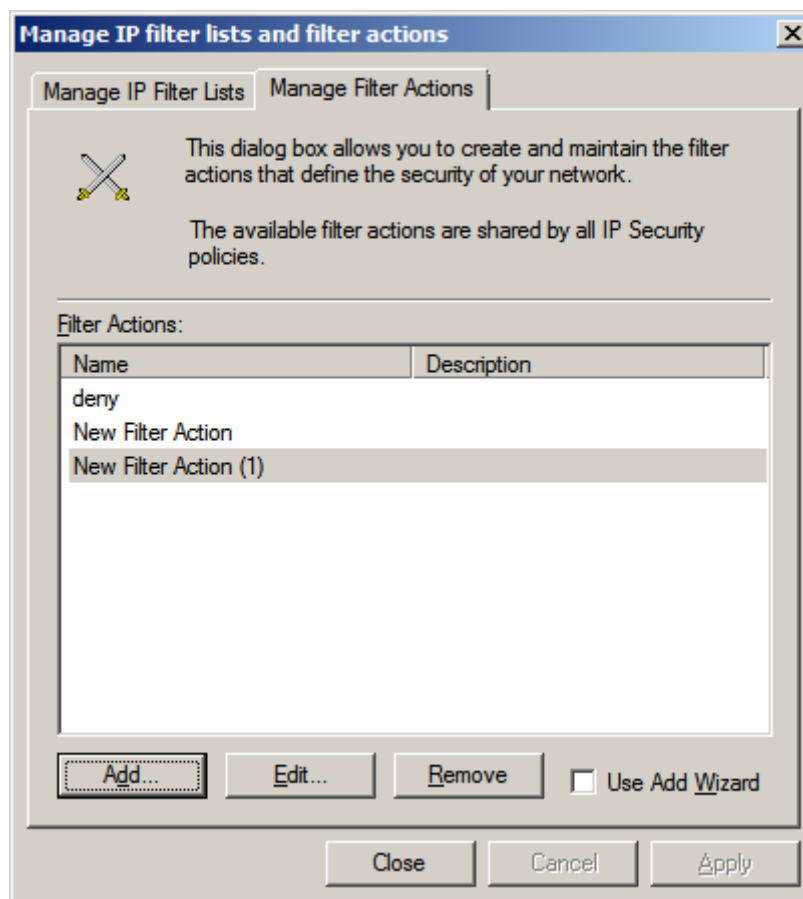 Manage IP filter lists and filter actions
Manage IP Filter Lists
Manage Filter Actions
This dialog box allows you to create and maintain the filter
actions that define the security of your network.
The available filter actions are shared by all IP Security
policies.
Filter Actions:
Name Description
deny
New Filter Action
New Filter Action (1)
Add... Edit... Remove Use Add Wizard
Close Cancel Apply